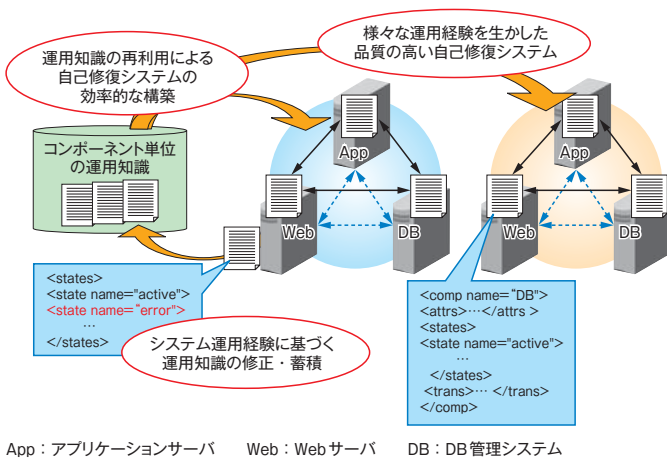 運用知識の再利用による
自己修復システムの
効率的な構築
様々な運用経験を生かした
品質の高い自己修復システム
コンポーネント単位
の運用知識
App
Web
DB
App
Web
DB
<states>
<state name="active">
<state name="error">
…
</states>
システム運用経験に基づく
運用知識の修正・蓄積
<comp name="DB">
<attrs>…</attrs >
<states>
<state name="active">
…
</states>
<trans>… </trans>
</comp>
App：アプリケーションサーバ　Web：Webサーバ　DB：DB管理システム